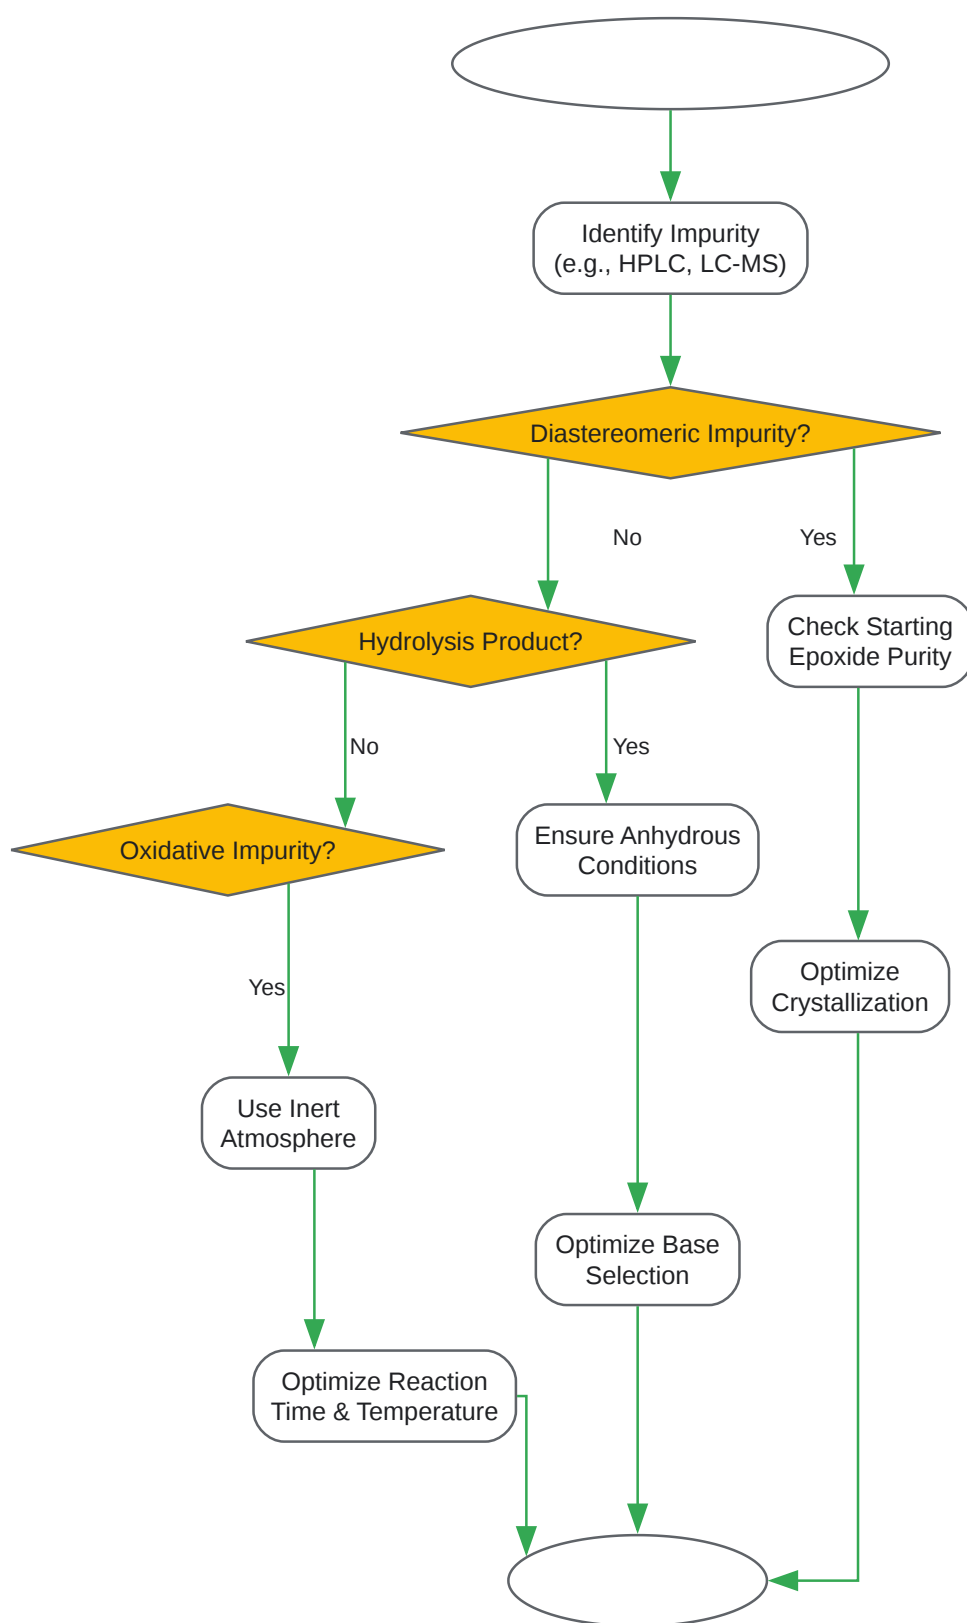 Identify Impurity
(e.g., HPLC, LC-MS)
Diastereomeric Impurity?
No
Yes
Hydrolysis Product?
Check Starting
Epoxide Purity
No
Yes
Oxidative Impurity?
Ensure Anhydrous
Conditions
Optimize
Crystallization
Yes
Use Inert
Atmosphere
Optimize Base
Selection
Optimize Reaction
Time & Temperature